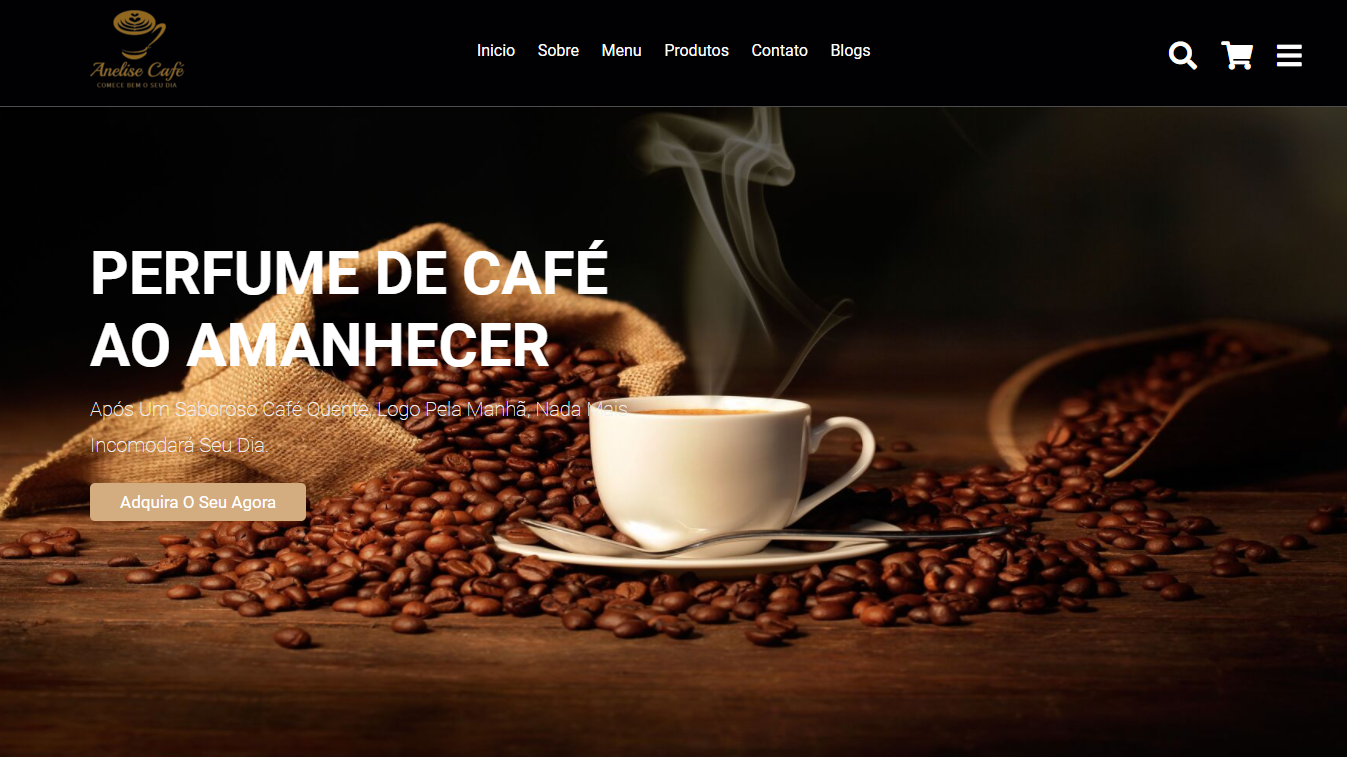 Anelise Café
COMECE BEM O SEU DIA
Inicio Sobre Menu Produtos Contato Blogs
PERFUME DE CAFÉ
AO AMANHECER
Após Um Saboroso Café Quente, Logo Pela Manhã, Nada Mais
Incomodará Seu Dia.
Adquira O Seu Agora